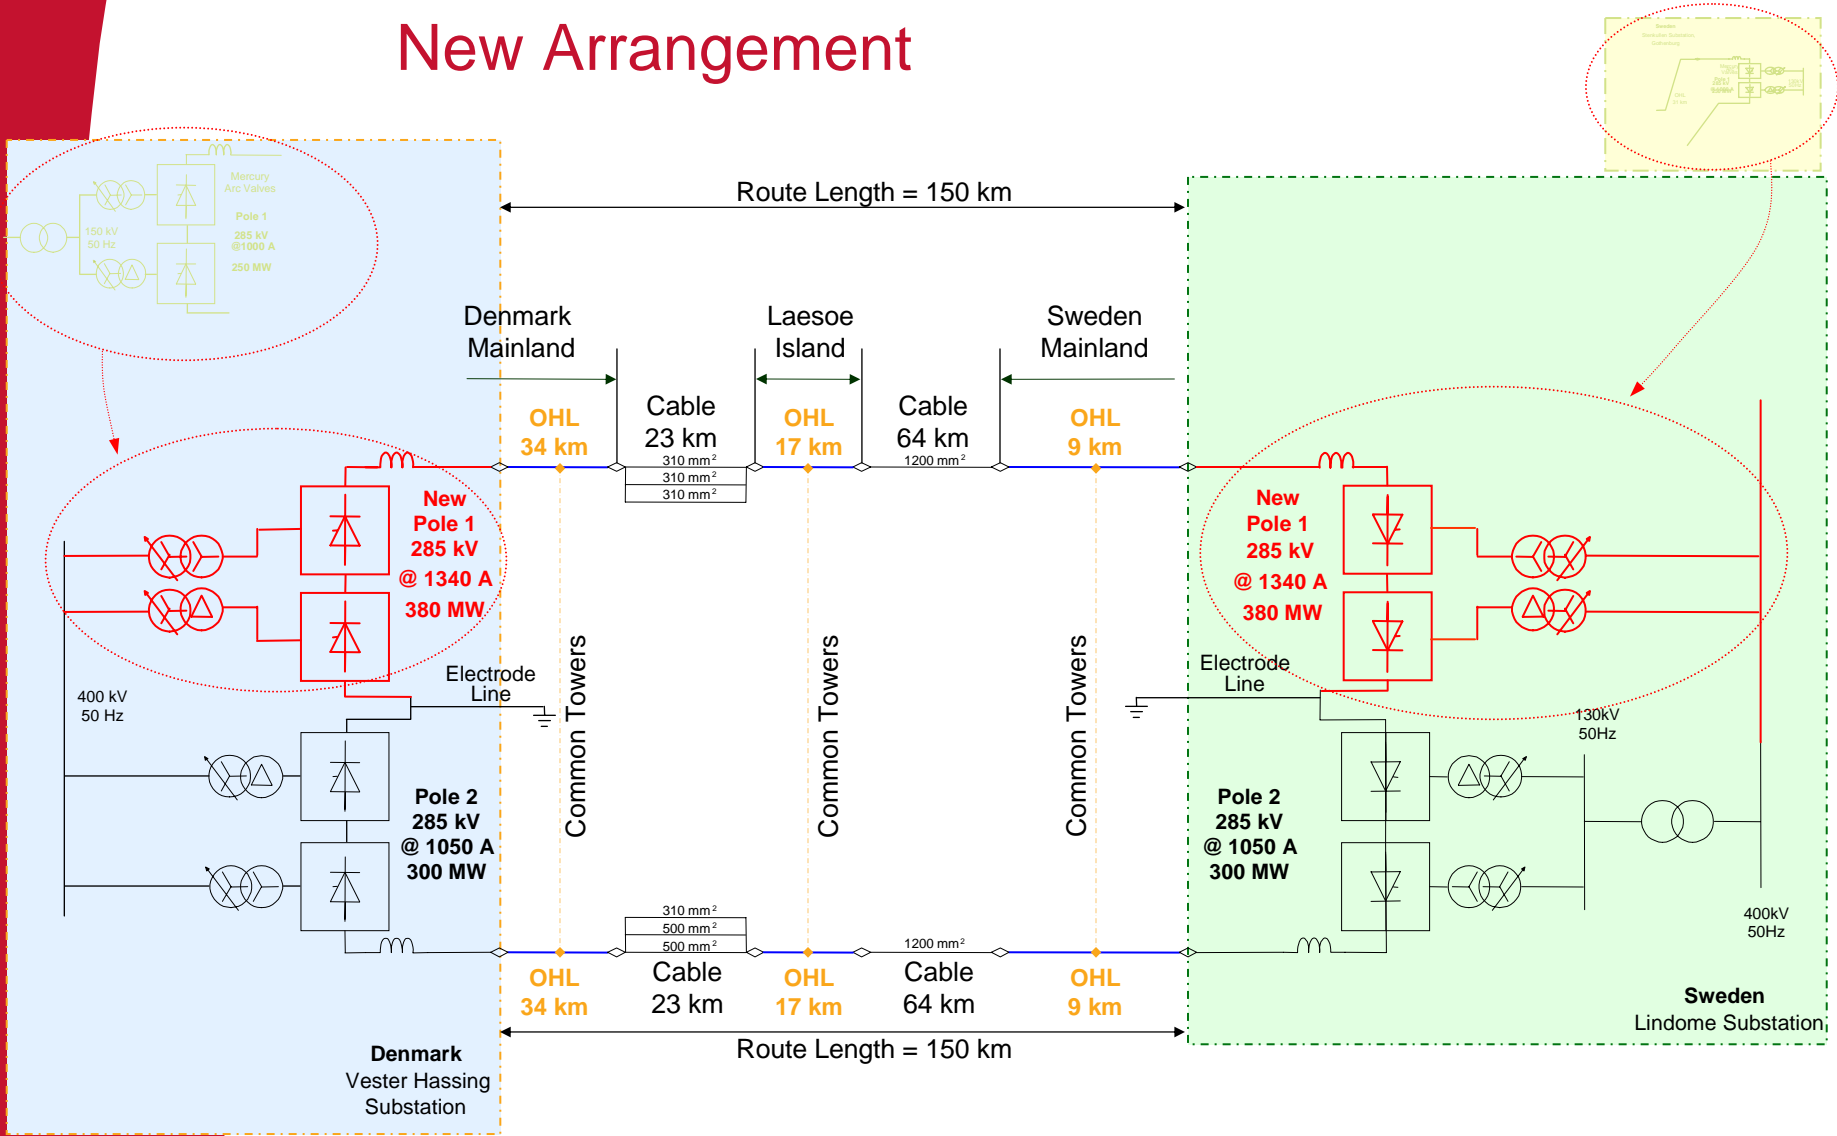 New Arrangement
Sweden
Gothenburg
Mercury
Arc Valves
Pole 1
285 kV
@1000 A
250 MW
150 kV
50 Hz
Route Length = 150 km
Denmark
Mainland
Laesoe
Island
Sweden
Mainland
OHL
34 km
Cable
23 km
OHL
17 km
Cable
64 km
OHL
9 km
310 mm²
310 mm²
310 mm²
1200 mm²
New
Pole 1
285 kV
@ 1340 A
380 MW
New
Pole 1
285 kV
@ 1340 A
380 MW
Common Towers
Common Towers
Common Towers
Electrode
Line
Electrode
Line
400 kV
50 Hz
130kV
50Hz
Pole 2
285 kV
@ 1050 A
300 MW
Pole 2
285 kV
@ 1050 A
300 MW
310 mm²
500 mm²
500 mm²
1200 mm²
400kV
50Hz
OHL
34 km
Cable
23 km
OHL
17 km
Cable
64 km
OHL
9 km
Route Length = 150 km
Denmark
Vester Hassing
Substation
Sweden
Lindome Substation